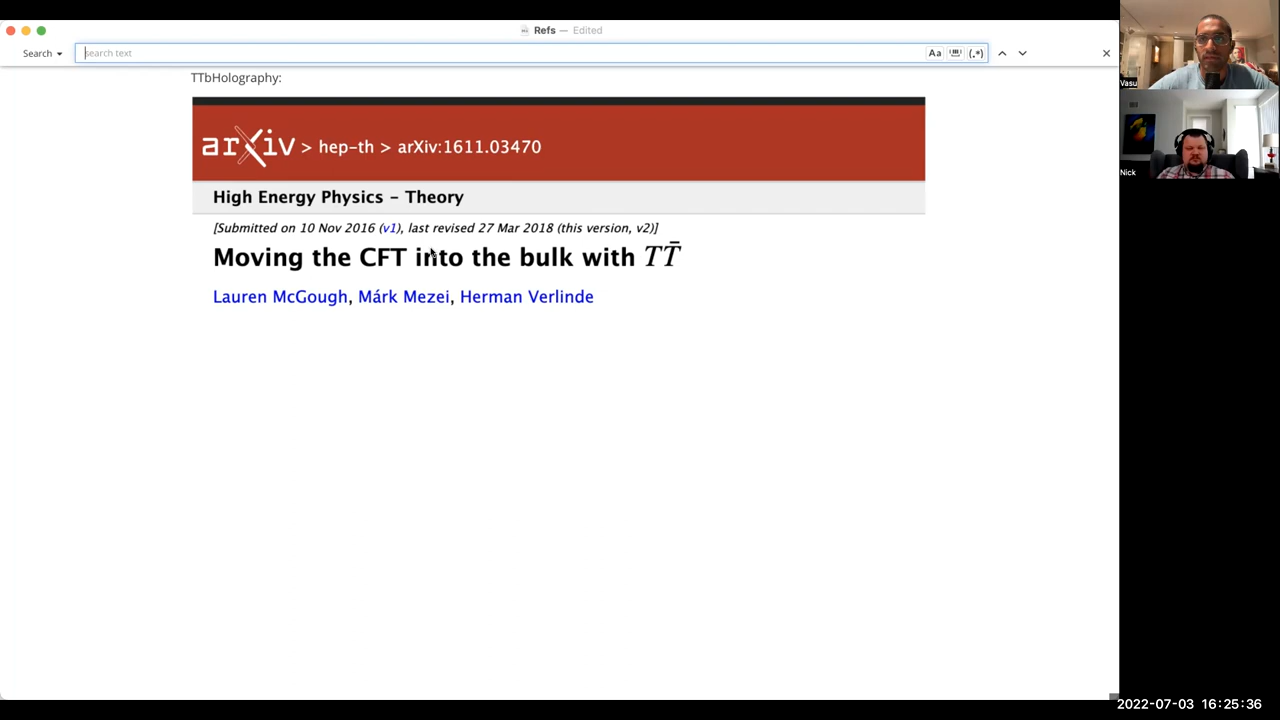 Refs — Edited
Search
search text
Aa
(.*)
TTbHolography:
arXiv > hep-th > arXiv:1611.03470
High Energy Physics – Theory
[Submitted on 10 Nov 2016 (v1), last revised 27 Mar 2018 (this version, v2)]
Moving the CFT into the bulk with TT̄
Lauren McGough, Márk Mezei, Herman Verlinde
Vasu
Nick
2022-07-03 16:25:36